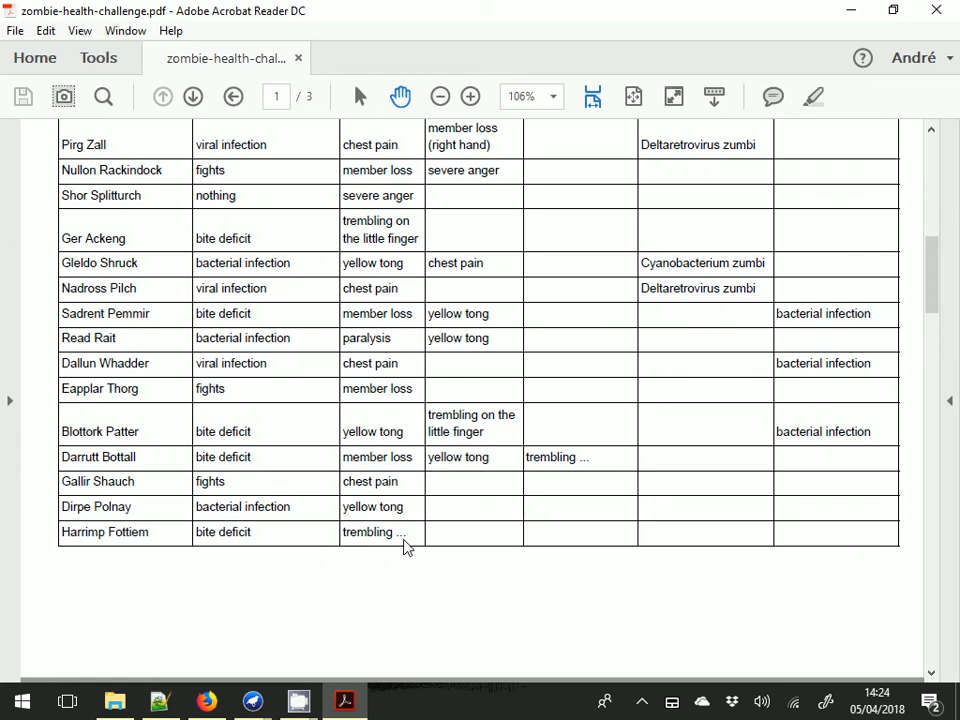 zombie-health-challenge.pdf - Adobe Acrobat Reader DC
File Edit View Window Help
Home Tools zombie-health-chal... × ? André
1 / 3 106%
member loss
Pirg Zall viral infection chest pain (right hand) Deltaretrovirus zumbi
Nullon Rackindock fights member loss severe anger
Shor Splitturch nothing severe anger
trembling on
Ger Ackeng bite deficit the little finger
Gleldo Shruck bacterial infection yellow tong chest pain Cyanobacterium zumbi
Nadross Pilch viral infection chest pain Deltaretrovirus zumbi
Sadrent Pemmir bite deficit member loss yellow tong bacterial infection
Read Rait bacterial infection paralysis yellow tong
Dallun Whadder viral infection chest pain bacterial infection
Eapplar Thorg fights member loss
trembling on the
Blottork Patter bite deficit yellow tong little finger bacterial infection
Darrutt Bottall bite deficit member loss yellow tong trembling ...
Gallir Shauch fights chest pain
Dirpe Polnay bacterial infection yellow tong
Harrimp Fottiem bite deficit trembling ...
14:24
05/04/2018 2